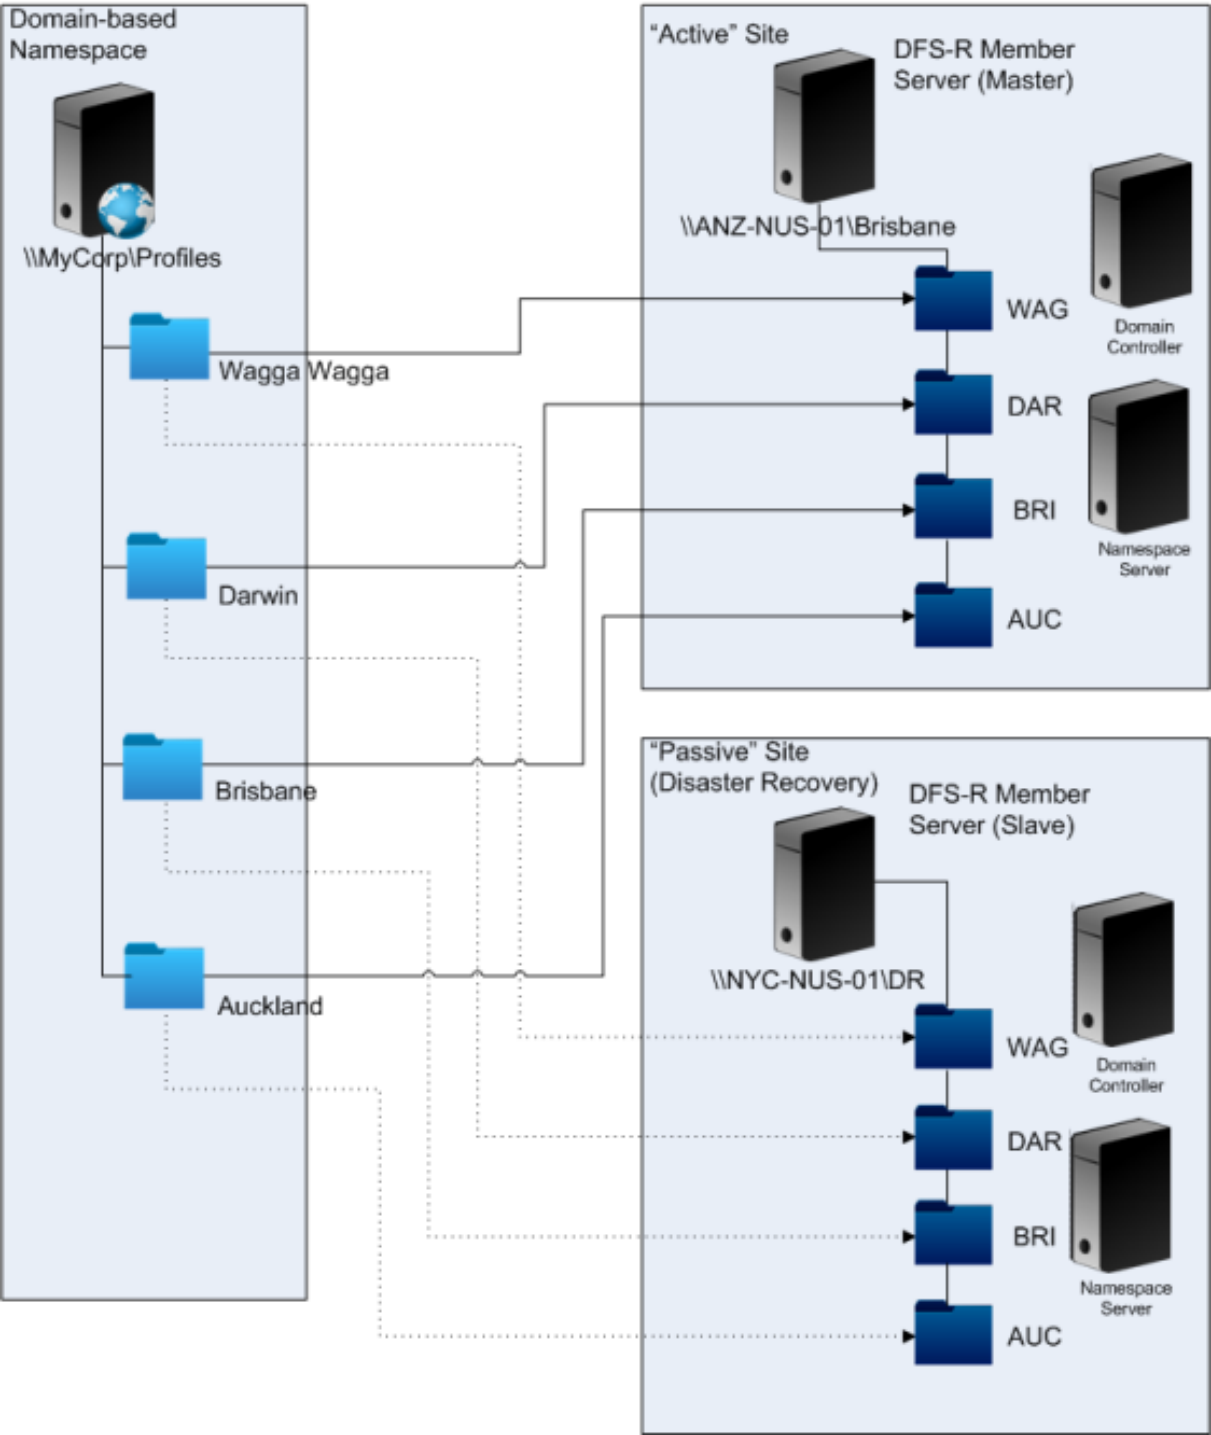 Domain-based
Namespace
\\MyCorp\Profiles
Wagga Wagga
Darwin
Brisbane
Auckland
“Active” Site
DFS-R Member
Server (Master)
\\ANZ-NUS-01\Brisbane
WAG
DAR
BRI
AUC
Domain
Controller
Namespace
Server
“Passive” Site
(Disaster Recovery)
DFS-R Member
Server (Slave)
\\NYC-NUS-01\DR
WAG
DAR
BRI
AUC
Domain
Controller
Namespace
Server